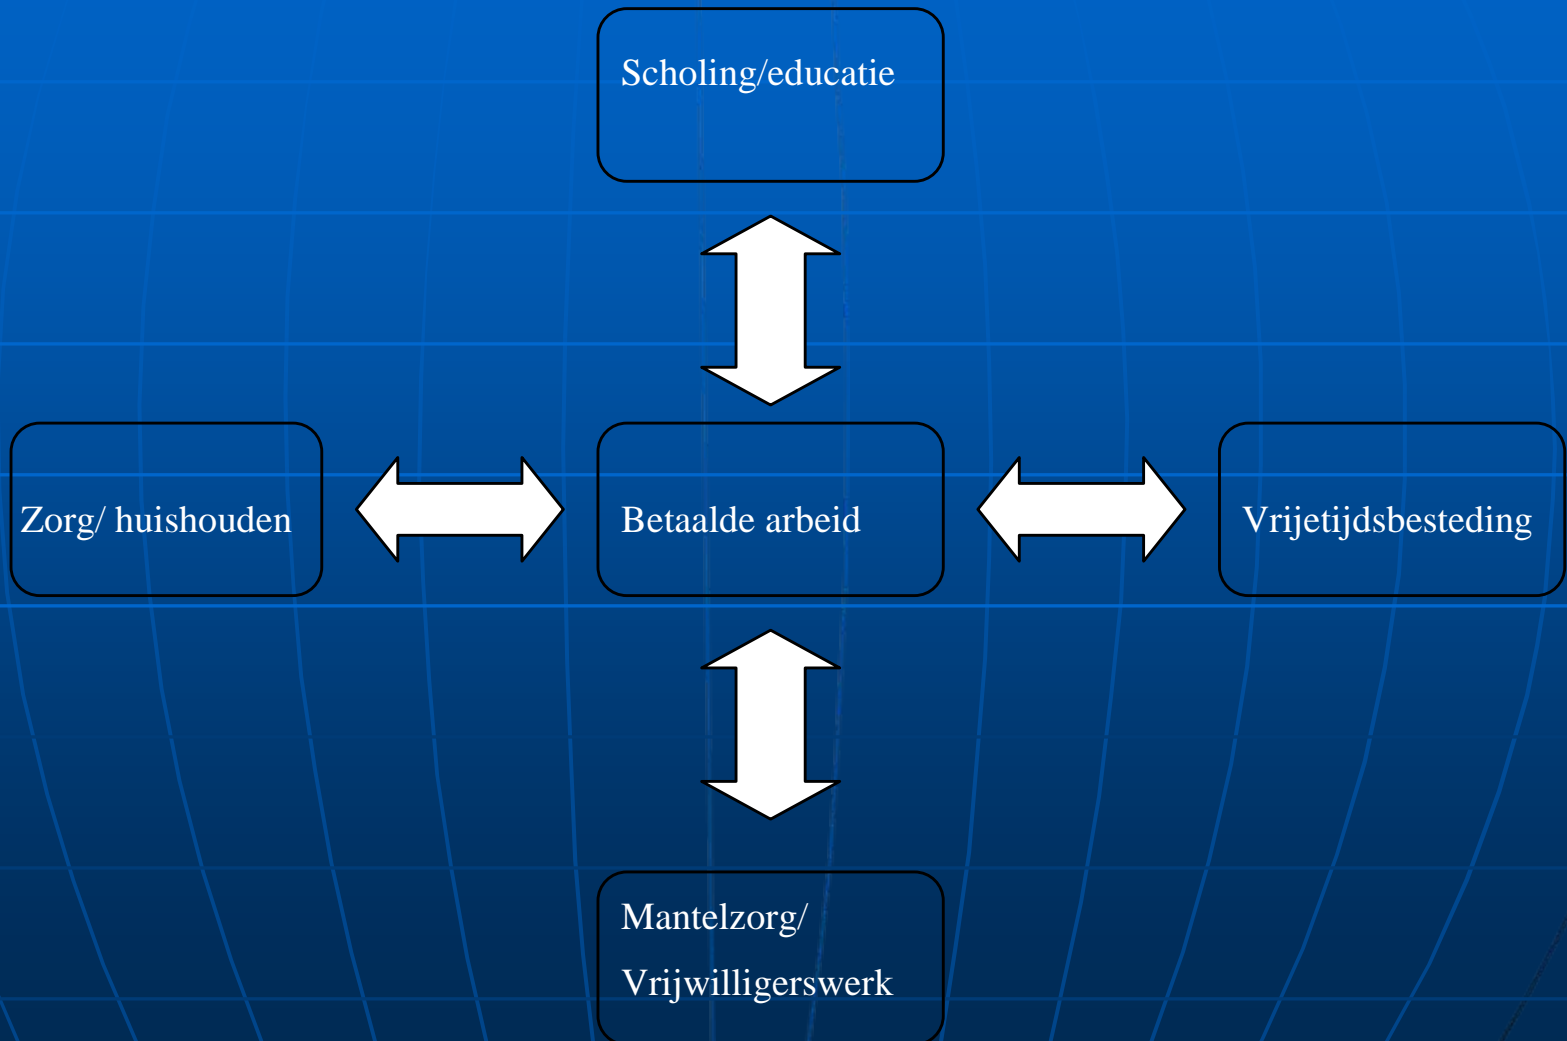 Scholing/educatie
Zorg/ huishouden
Betaalde arbeid
Vrijetijdsbesteding
Mantelzorg/
Vrijwilligerswerk